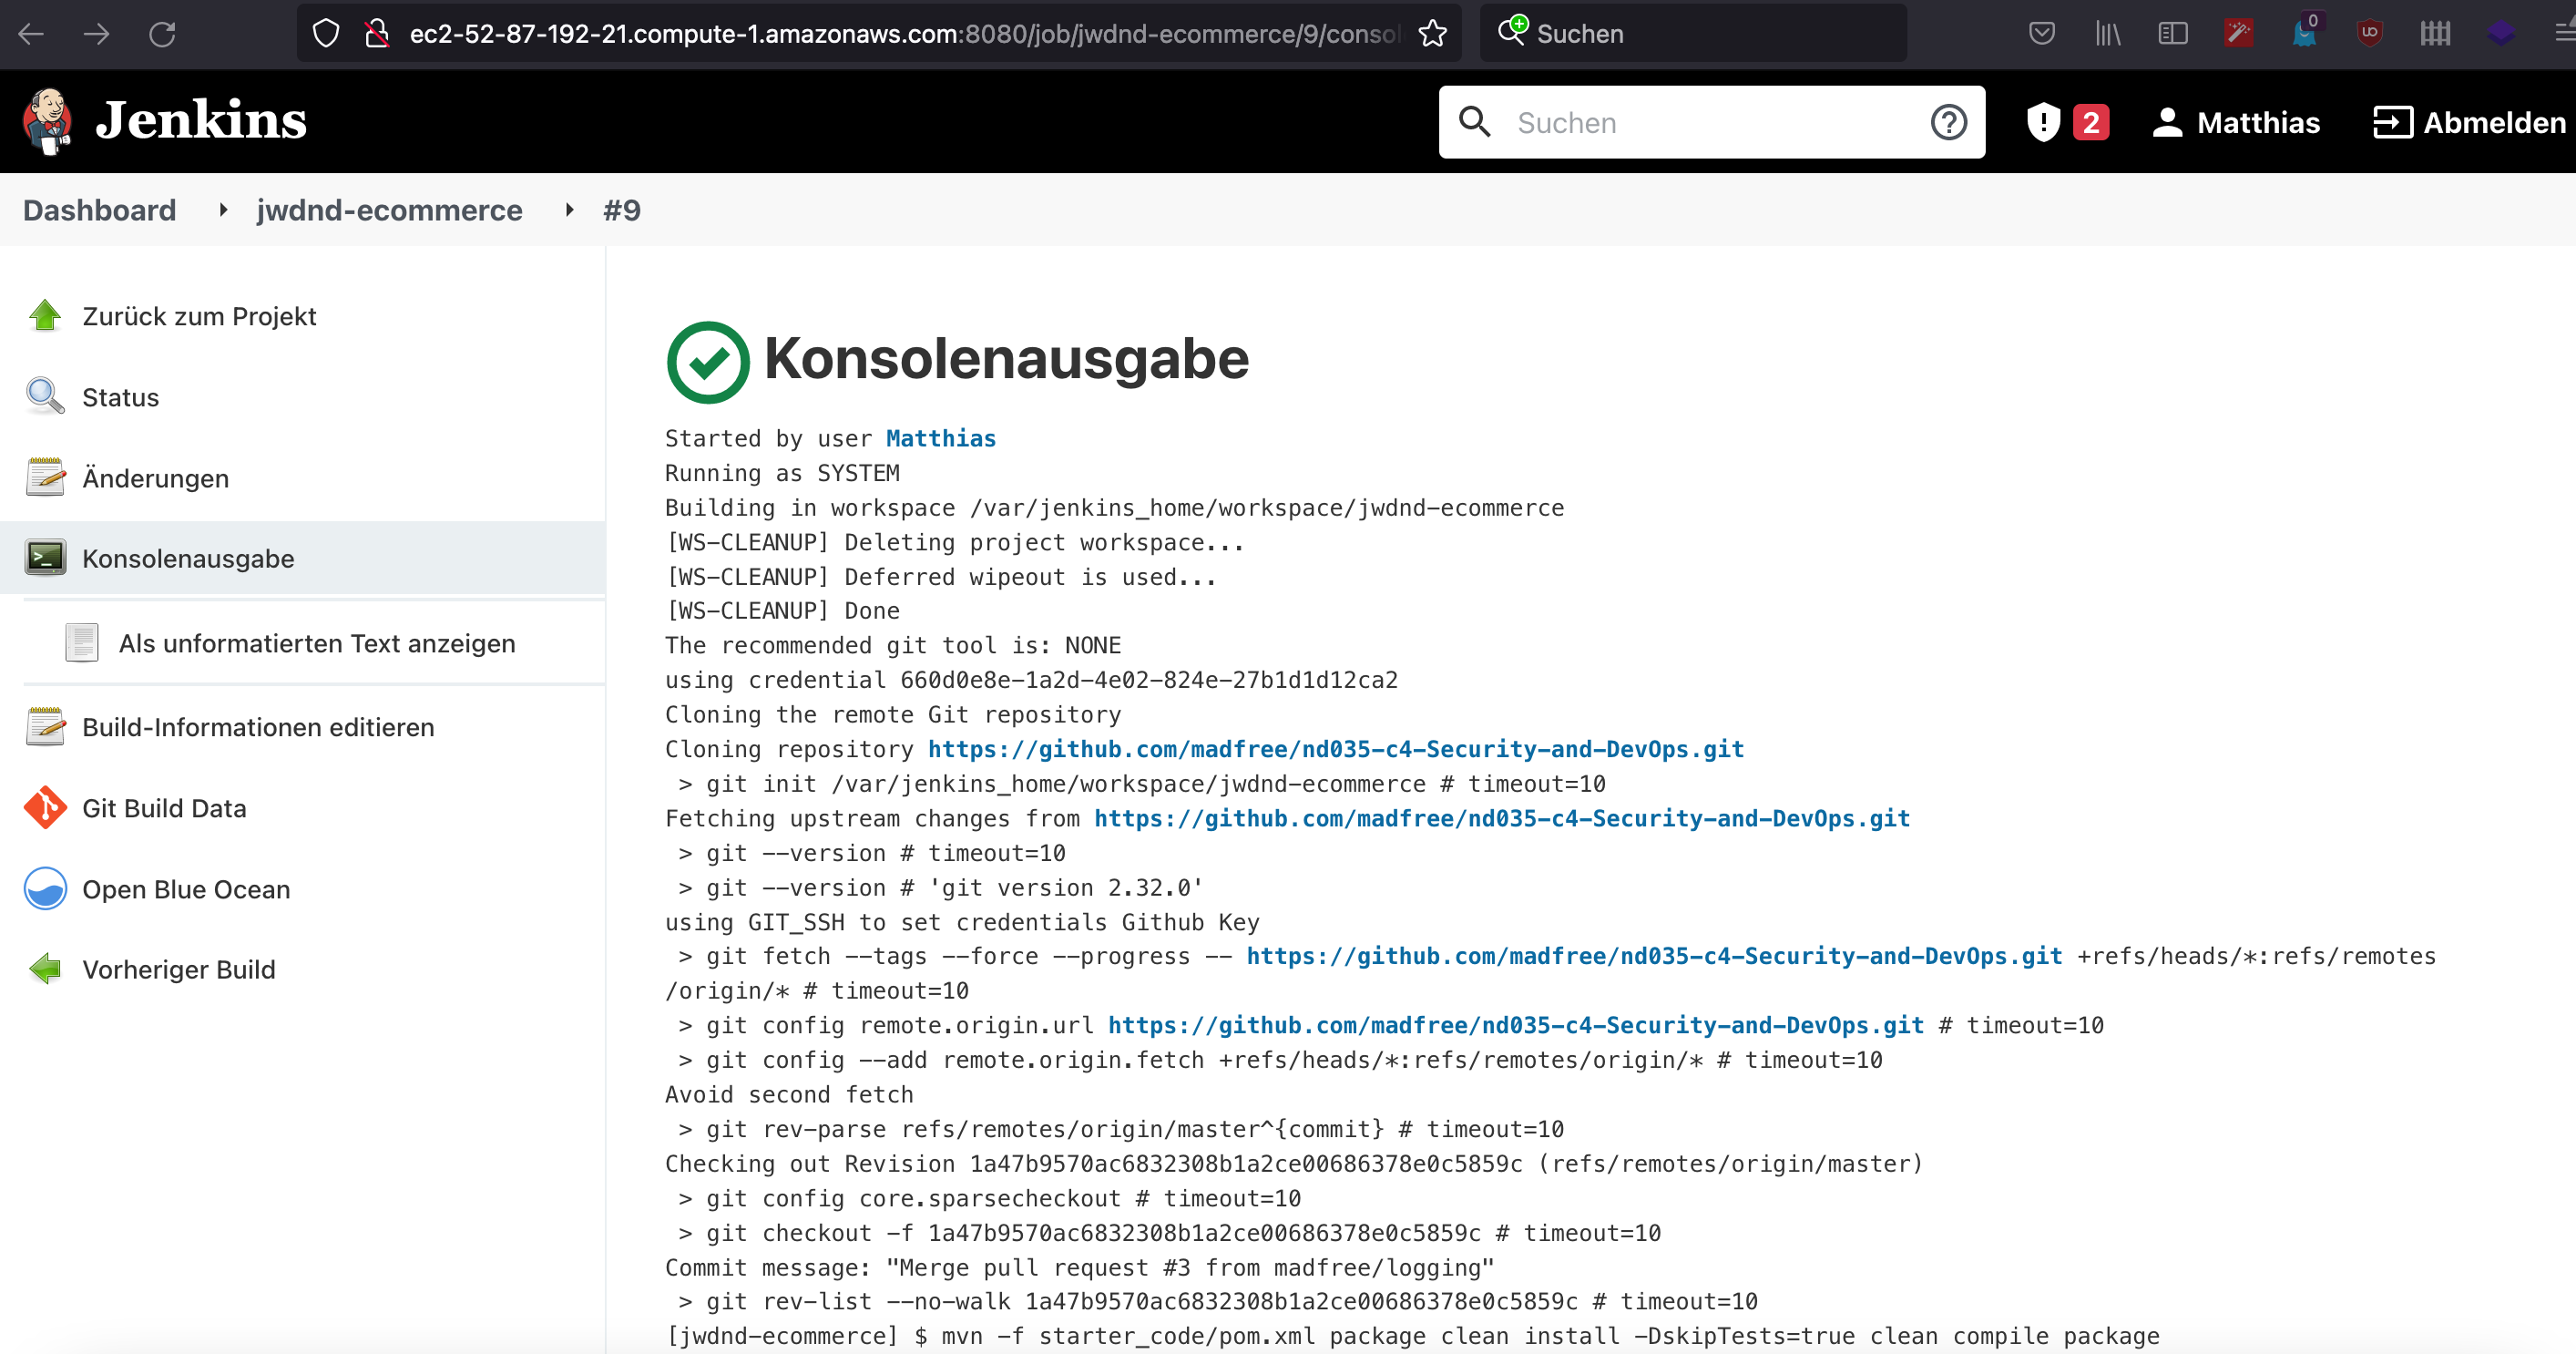 ec2-52-87-192-21.compute-1.amazonaws.com:8080/job/jwdnd-ecommerce/9/consol
Suchen
0
Jenkins
Suchen
2
Matthias
Abmelden
Dashboard
jwdnd-ecommerce
#9
Zurück zum Projekt
Status
Änderungen
Konsolenausgabe
Als unformatierten Text anzeigen
Build-Informationen editieren
Git Build Data
Open Blue Ocean
Vorheriger Build
Konsolenausgabe
Started by user Matthias
Running as SYSTEM
Building in workspace /var/jenkins_home/workspace/jwdnd-ecommerce
[WS-CLEANUP] Deleting project workspace...
[WS-CLEANUP] Deferred wipeout is used...
[WS-CLEANUP] Done
The recommended git tool is: NONE
using credential 660d0e8e-1a2d-4e02-824e-27b1d1d12ca2
Cloning the remote Git repository
Cloning repository https://github.com/madfree/nd035-c4-Security-and-DevOps.git
 > git init /var/jenkins_home/workspace/jwdnd-ecommerce # timeout=10
Fetching upstream changes from https://github.com/madfree/nd035-c4-Security-and-DevOps.git
 > git --version # timeout=10
 > git --version # 'git version 2.32.0'
using GIT_SSH to set credentials Github Key
 > git fetch --tags --force --progress -- https://github.com/madfree/nd035-c4-Security-and-DevOps.git +refs/heads/*:refs/remotes
/origin/* # timeout=10
 > git config remote.origin.url https://github.com/madfree/nd035-c4-Security-and-DevOps.git # timeout=10
 > git config --add remote.origin.fetch +refs/heads/*:refs/remotes/origin/* # timeout=10
Avoid second fetch
 > git rev-parse refs/remotes/origin/master^{commit} # timeout=10
Checking out Revision 1a47b9570ac6832308b1a2ce00686378e0c5859c (refs/remotes/origin/master)
 > git config core.sparsecheckout # timeout=10
 > git checkout -f 1a47b9570ac6832308b1a2ce00686378e0c5859c # timeout=10
Commit message: "Merge pull request #3 from madfree/logging"
 > git rev-list --no-walk 1a47b9570ac6832308b1a2ce00686378e0c5859c # timeout=10
[jwdnd-ecommerce] $ mvn -f starter_code/pom.xml package clean install -DskipTests=true clean compile package